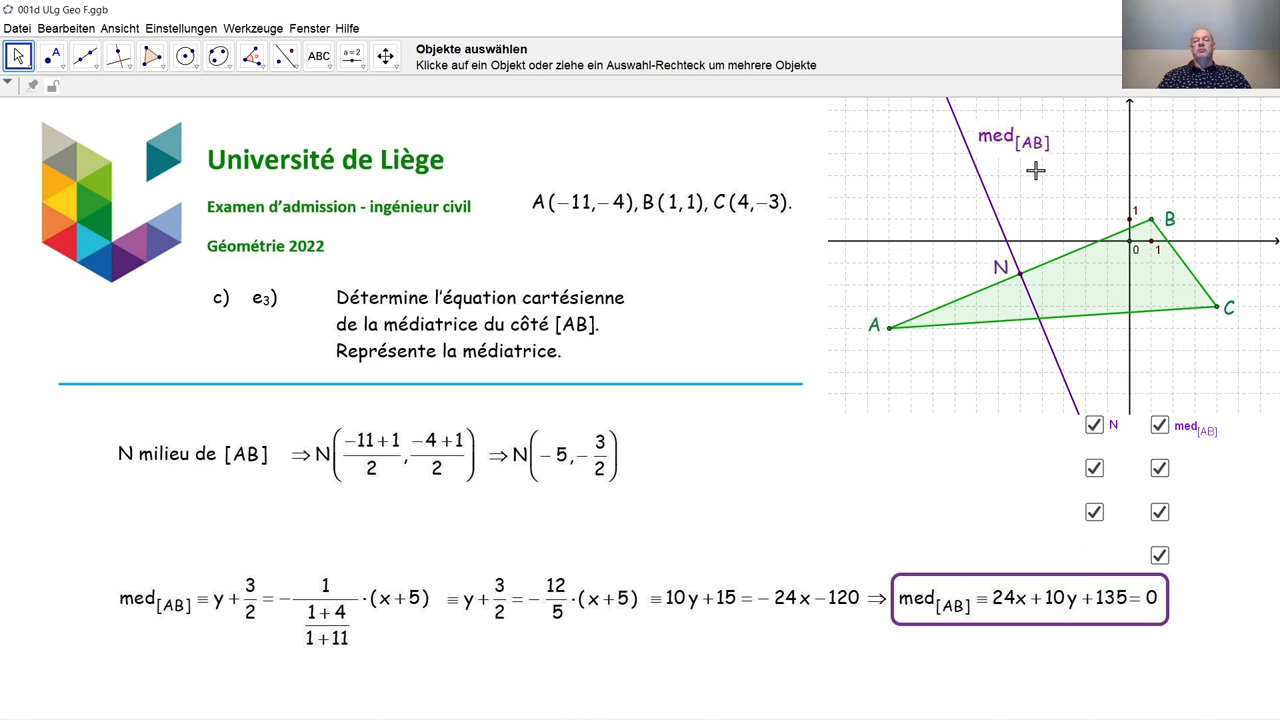 001d ULg Geo F.ggb
Datei Bearbeiten Ansicht Einstellungen Werkzeuge Fenster Hilfe
A ABC a=2
Objekte auswählen
Klicke auf ein Objekt oder ziehe ein Auswahl-Rechteck um mehrere Objekte
Université de Liège
Examen d'admission - ingénieur civil
A(−11,−4), B(1,1), C(4,−3).
Géométrie 2022
c) e₃) Détermine l'équation cartésienne
de la médiatrice du côté [AB].
Représente la médiatrice.
med[AB]
1
B
0 1
N
A
C
N med[AB]
N milieu de [AB] ⇒ N((−11+1)/2, (−4+1)/2) ⇒ N(−5, −3/2)
med[AB] ≡ y + 3/2 = − 1/((1+4)/(1+11)) · (x+5) ≡ y + 3/2 = − 12/5 · (x+5) ≡ 10y + 15 = − 24x − 120 ⇒ med[AB] ≡ 24x + 10y + 135 = 0